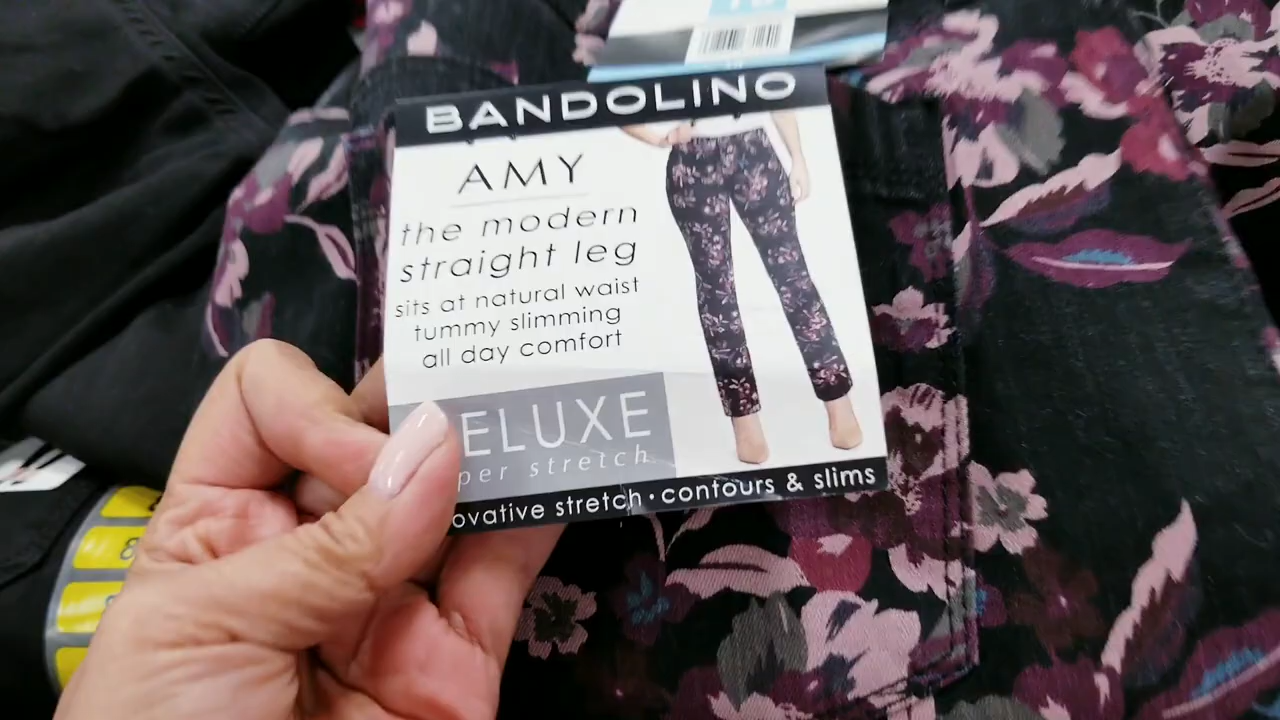 BANDOLINO
AMY
the modern
straight leg
sits at natural waist
tummy slimming
all day comfort
ELUXE
per stretch
ovative stretch • contours & slims
8